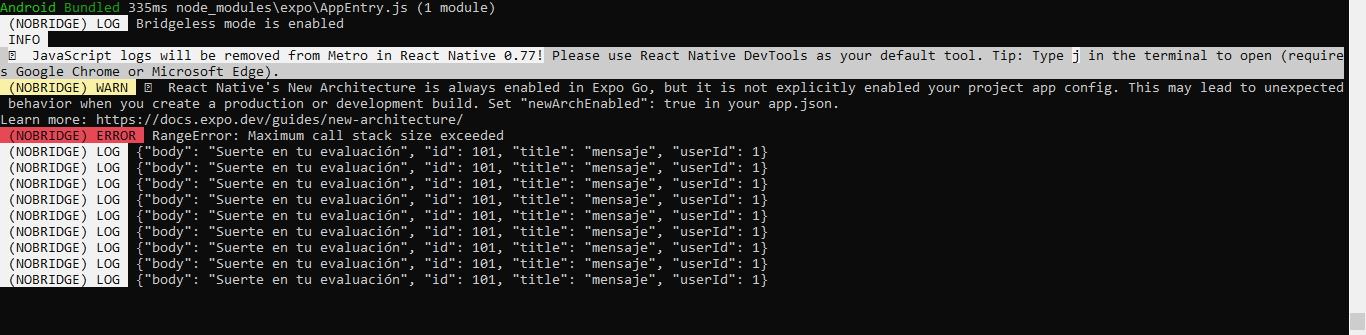 Android Bundled 335ms node_modules\expo\AppEntry.js (1 module)
(NOBRIDGE) LOG  Bridgeless mode is enabled
INFO
JavaScript logs will be removed from Metro in React Native 0.77! Please use React Native DevTools as your default tool. Tip: Type j in the terminal to open (require
s Google Chrome or Microsoft Edge).
(NOBRIDGE) WARN  React Native's New Architecture is always enabled in Expo Go, but it is not explicitly enabled your project app config. This may lead to unexpected
behavior when you create a production or development build. Set "newArchEnabled": true in your app.json.
Learn more: https://docs.expo.dev/guides/new-architecture/
(NOBRIDGE) ERROR  RangeError: Maximum call stack size exceeded
(NOBRIDGE) LOG  {"body": "Suerte en tu evaluación", "id": 101, "title": "mensaje", "userId": 1}
(NOBRIDGE) LOG  {"body": "Suerte en tu evaluación", "id": 101, "title": "mensaje", "userId": 1}
(NOBRIDGE) LOG  {"body": "Suerte en tu evaluación", "id": 101, "title": "mensaje", "userId": 1}
(NOBRIDGE) LOG  {"body": "Suerte en tu evaluación", "id": 101, "title": "mensaje", "userId": 1}
(NOBRIDGE) LOG  {"body": "Suerte en tu evaluación", "id": 101, "title": "mensaje", "userId": 1}
(NOBRIDGE) LOG  {"body": "Suerte en tu evaluación", "id": 101, "title": "mensaje", "userId": 1}
(NOBRIDGE) LOG  {"body": "Suerte en tu evaluación", "id": 101, "title": "mensaje", "userId": 1}
(NOBRIDGE) LOG  {"body": "Suerte en tu evaluación", "id": 101, "title": "mensaje", "userId": 1}
(NOBRIDGE) LOG  {"body": "Suerte en tu evaluación", "id": 101, "title": "mensaje", "userId": 1}